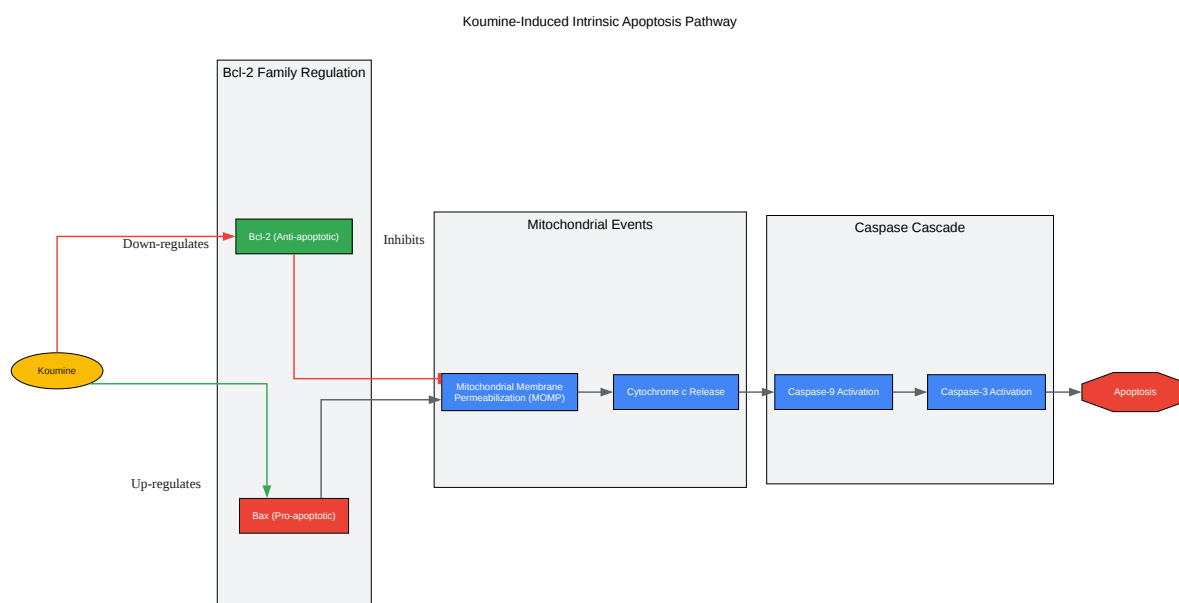 Koumine-Induced Intrinsic Apoptosis Pathway
Bcl-2 Family Regulation
Down-regulates
Bcl-2 (Anti-apoptotic)
Inhibits
Koumine
Up-regulates
Bax (Pro-apoptotic)
Mitochondrial Events
Mitochondrial Membrane
Permeabilization (MOMP)
Cytochrome c Release
Caspase Cascade
Caspase-9 Activation
Caspase-3 Activation
Apoptosis